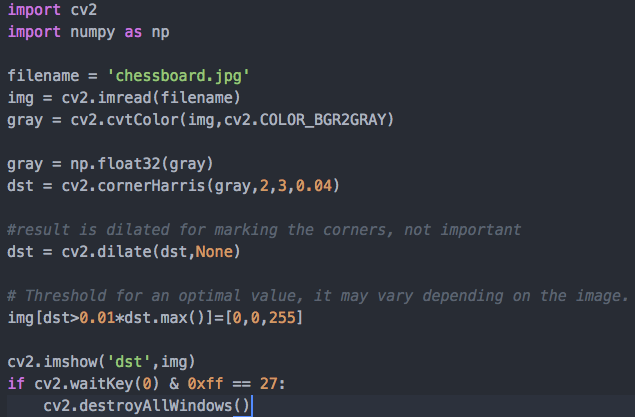 import cv2
import numpy as np
filename = 'chessboard.jpg'
img = cv2.imread(filename)
gray = cv2.cvtColor(img,cv2.COLOR_BGR2GRAY)
gray = np.float32(gray)
dst = cv2.cornerHarris(gray,2,3,0.04)
#result is dilated for marking the corners, not important
dst = cv2.dilate(dst,None)
# Threshold for an optimal value, it may vary depending on the image.
img[dst>0.01*dst.max()]=[0,0,255]
cv2.imshow('dst',img)
if cv2.waitKey(0) & 0xff == 27:
    cv2.destroyAllWindows()